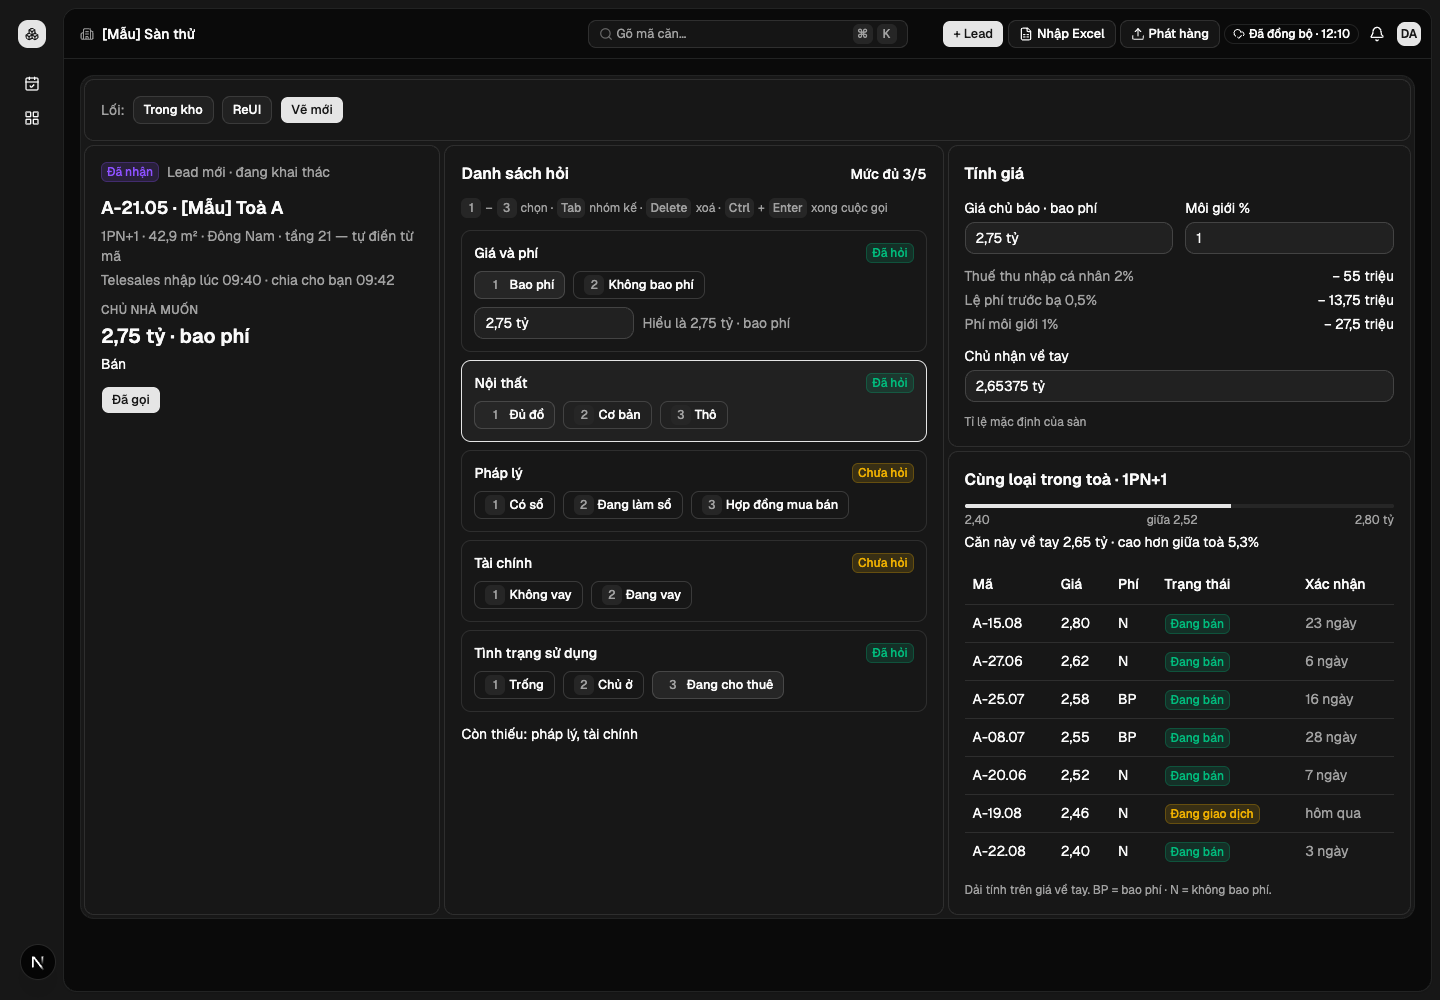 [Mẫu] Sàn thử
Gõ mã căn...
⌘ K
+ Lead
Nhập Excel
Phát hàng
Đã đồng bộ · 12:10
DA
Lối:
Trong kho
ReUI
Vẽ mới
Đã nhận
Lead mới · đang khai thác
A-21.05 · [Mẫu] Toà A
1PN+1 · 42,9 m² · Đông Nam · tầng 21 — tự điền từ
mã
Telesales nhập lúc 09:40 · chia cho bạn 09:42
CHỦ NHÀ MUỐN
2,75 tỷ · bao phí
Bán
Đã gọi
Danh sách hỏi
Mức đủ 3/5
1 – 3 chọn · Tab nhóm kế · Delete xoá · Ctrl + Enter xong cuộc gọi
Giá và phí
Đã hỏi
1 Bao phí
2 Không bao phí
2,75 tỷ
Hiểu là 2,75 tỷ · bao phí
Nội thất
Đã hỏi
1 Đủ đồ
2 Cơ bản
3 Thô
Pháp lý
Chưa hỏi
1 Có sổ
2 Đang làm sổ
3 Hợp đồng mua bán
Tài chính
Chưa hỏi
1 Không vay
2 Đang vay
Tình trạng sử dụng
Đã hỏi
1 Trống
2 Chủ ở
3 Đang cho thuê
Còn thiếu: pháp lý, tài chính
Tính giá
Giá chủ báo · bao phí
Môi giới %
2,75 tỷ
1
Thuế thu nhập cá nhân 2% – 55 triệu
Lệ phí trước bạ 0,5% – 13,75 triệu
Phí môi giới 1% – 27,5 triệu
Chủ nhận về tay
2,65375 tỷ
Tỉ lệ mặc định của sàn
Cùng loại trong toà · 1PN+1
2,40 giữa 2,52 2,80 tỷ
Căn này về tay 2,65 tỷ · cao hơn giữa toà 5,3%
Mã Giá Phí Trạng thái Xác nhận
A-15.08 2,80 N Đang bán 23 ngày
A-27.06 2,62 N Đang bán 6 ngày
A-25.07 2,58 BP Đang bán 16 ngày
A-08.07 2,55 BP Đang bán 28 ngày
A-20.06 2,52 N Đang bán 7 ngày
A-19.08 2,46 N Đang giao dịch hôm qua
A-22.08 2,40 N Đang bán 3 ngày
Dải tính trên giá về tay. BP = bao phí · N = không bao phí.
N